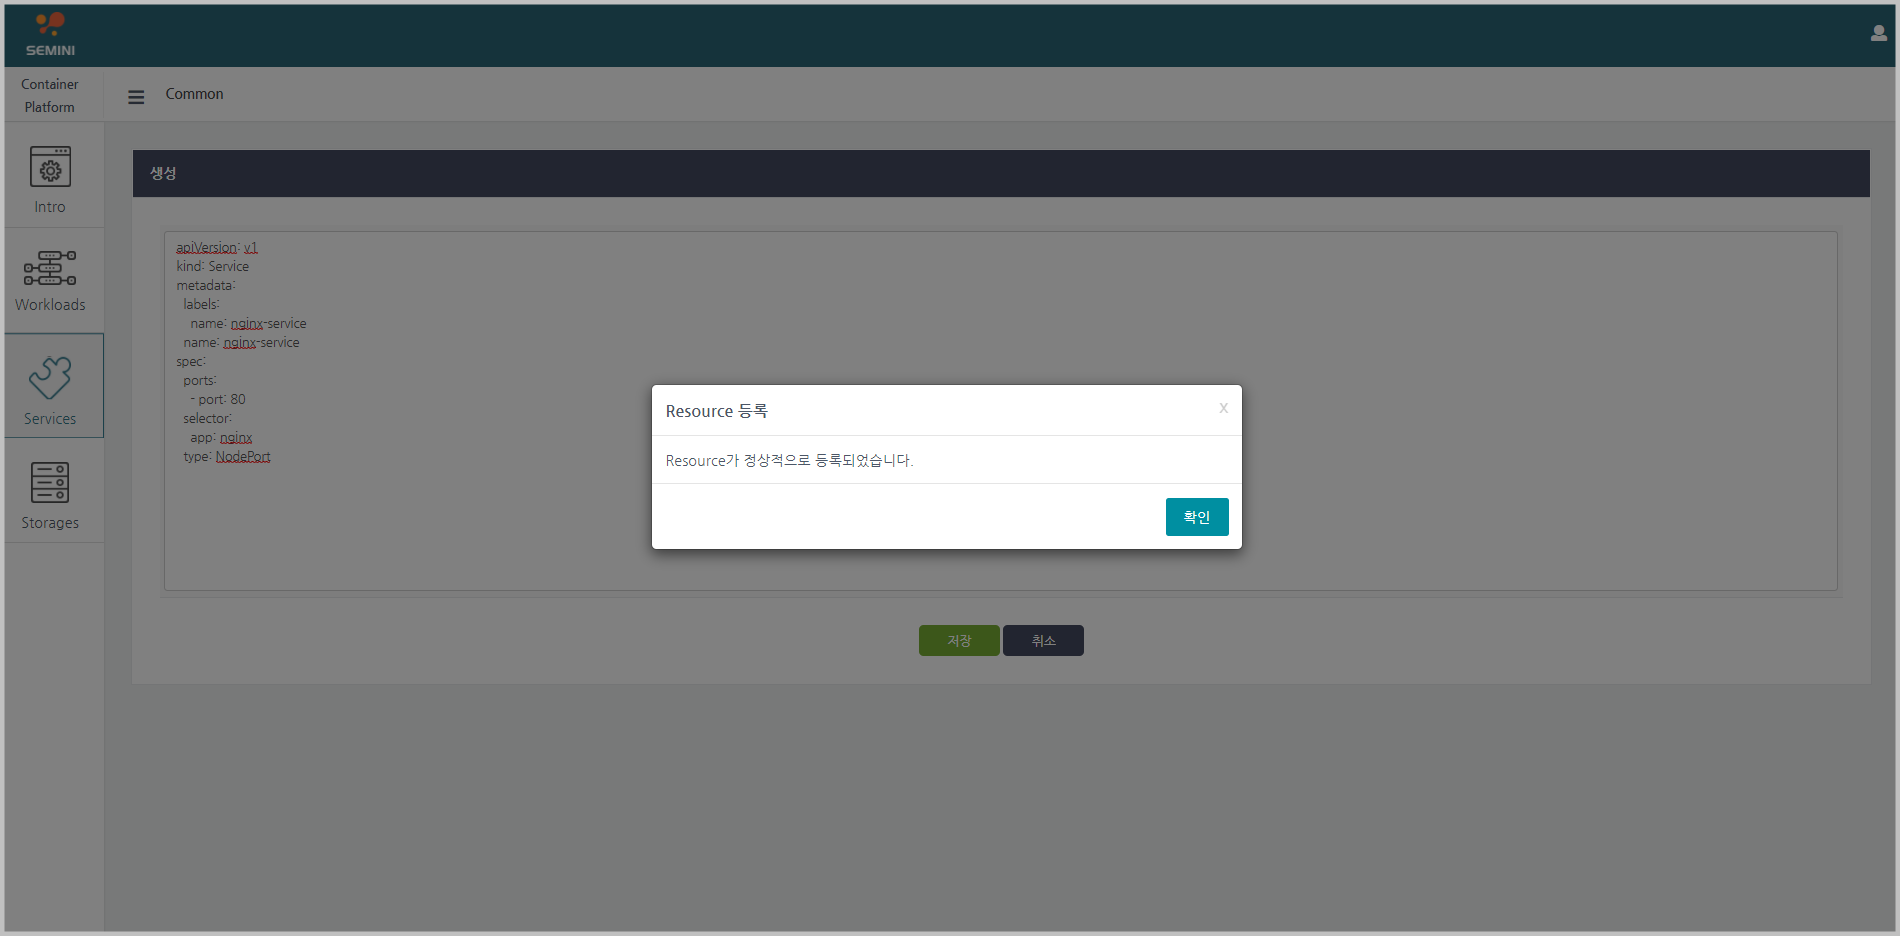 SEMINI
Container
Platform
Common
Intro
Workloads
Services
Storages
생성
apiVersion: v1
kind: Service
metadata:
  labels:
    name: nginx-service
  name: nginx-service
spec:
  ports:
    - port: 80
  selector:
    app: nginx
  type: NodePort
Resource 등록
x
Resource가 정상적으로 등록되었습니다.
확인
저장
취소